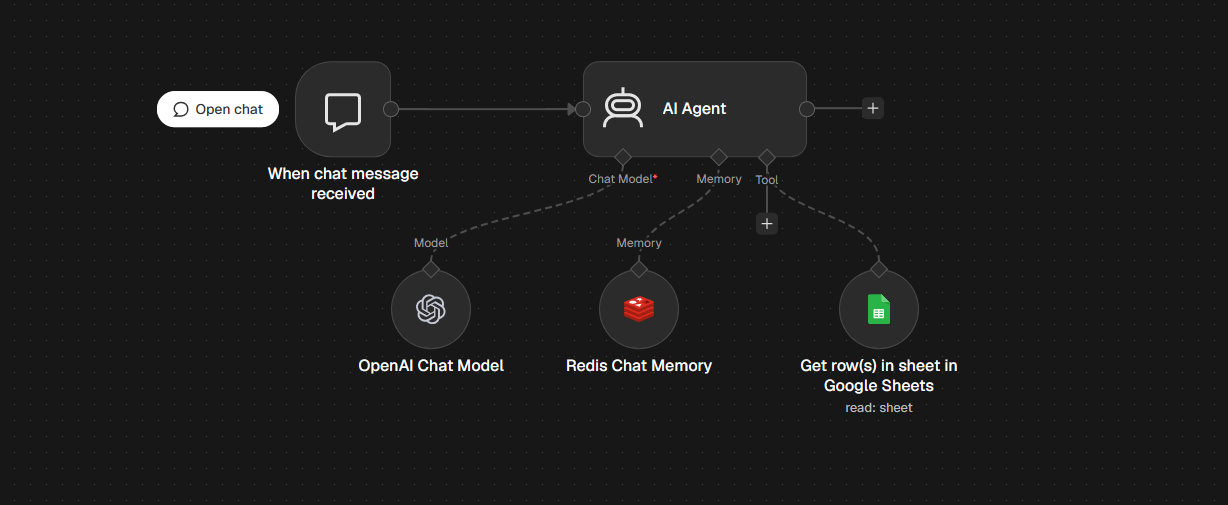 Open chat
AI Agent
When chat message
received
Chat Model*
Memory
Tool
Model
Memory
OpenAI Chat Model
Redis Chat Memory
Get row(s) in sheet in
Google Sheets
read: sheet